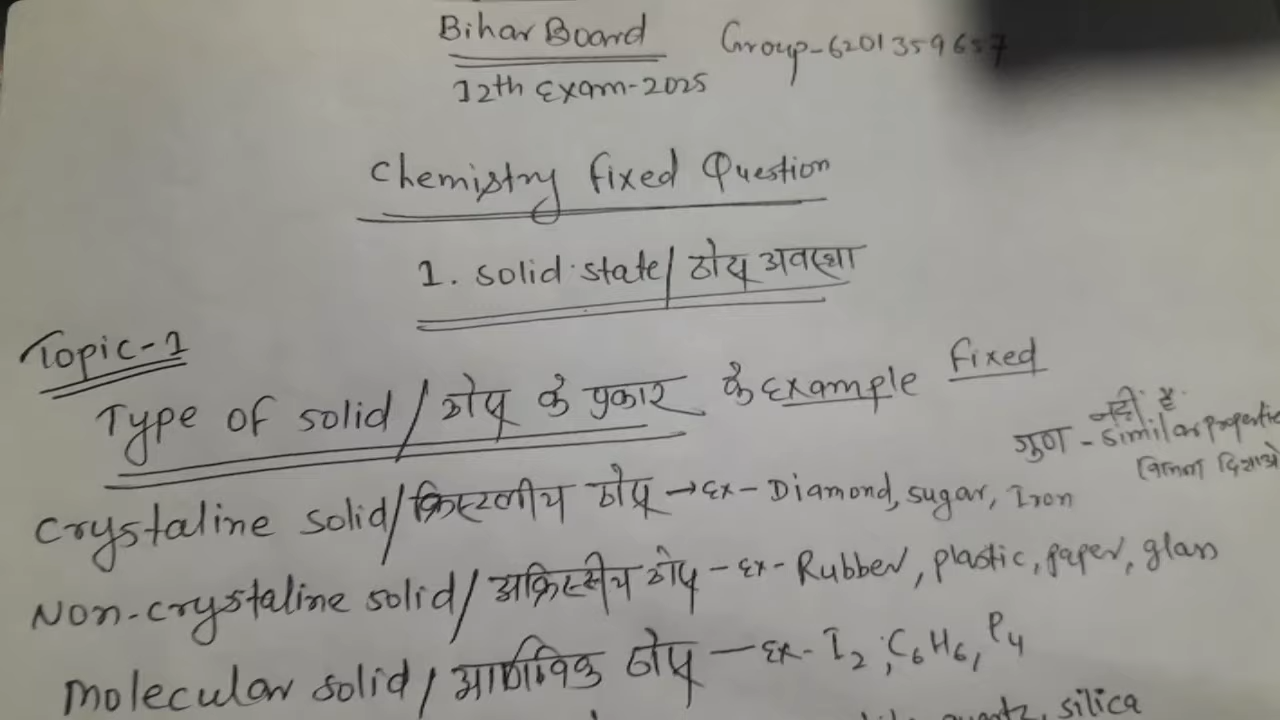 Bihar Board Group-6201359657
12th Exam-2025
Chemistry fixed Question
1. solid state/ ठोस अवस्था
Topic-1
Type of solid/ठोस के प्रकार के Example fixed
गुण - नहीं है.
similar properties
दिशाओ
Crystaline solid/क्रिस्टलीय ठोस → Ex- Diamond, sugar, Iron
Non-crystaline solid/अक्रिस्टीय ठोस - Ex- Rubber, plastic, paper, glass
Molecular solid/आणविक ठोस - Ex- I2, C6H6, P4
quartz, silica